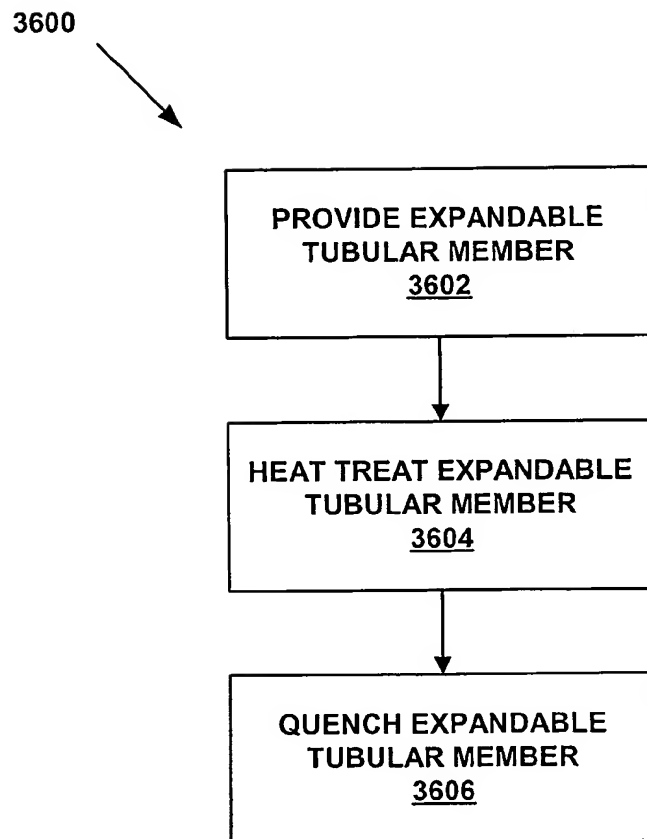 3600
PROVIDE EXPANDABLE
TUBULAR MEMBER
3602
HEAT TREAT EXPANDABLE
TUBULAR MEMBER
3604
QUENCH EXPANDABLE
TUBULAR MEMBER
3606